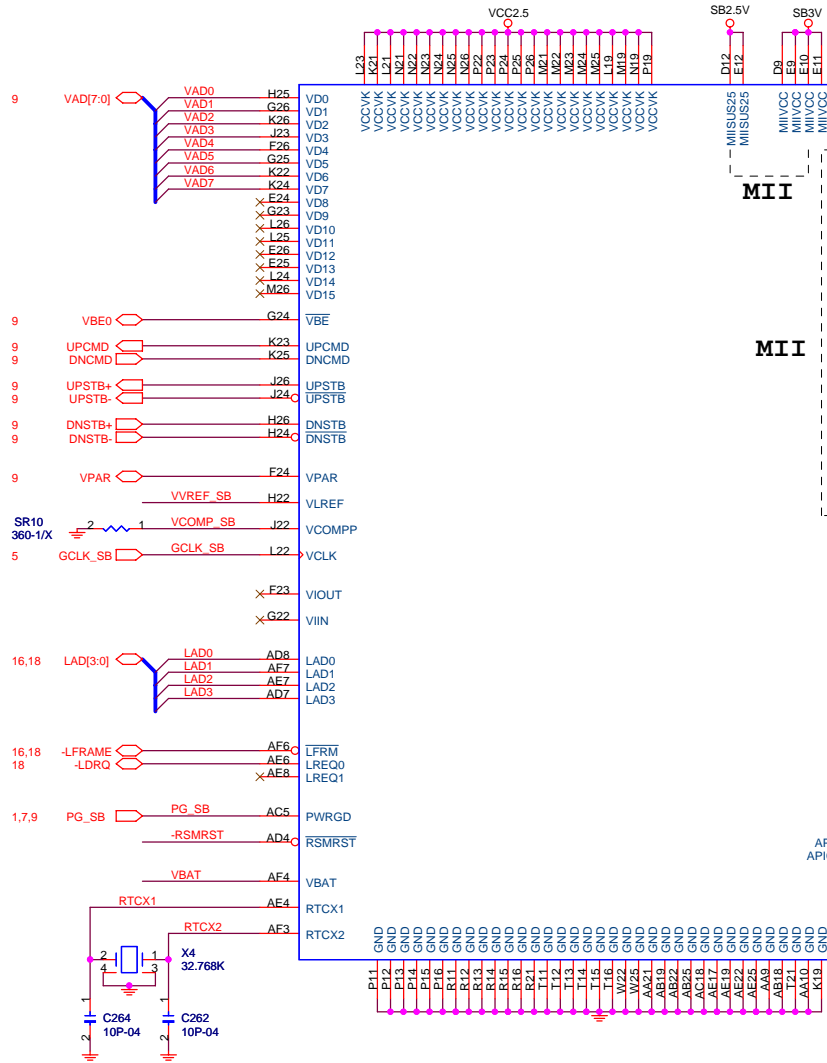 VCC2.5 SB2.5V SB3V
L23 K21 L21 N21 N22 N23 N24 N25 N26 P22 P23 P24 P25 P26 M21 M22 M23 M24 M25 L19 M19 N19 P19 D12 E12 D9 E9 E10 E11
VCCVK VCCVK VCCVK VCCVK VCCVK VCCVK VCCVK VCCVK VCCVK VCCVK VCCVK VCCVK VCCVK VCCVK VCCVK VCCVK VCCVK VCCVK VCCVK VCCVK VCCVK VCCVK VCCVK MIISUS25 MIISUS25 MIIVCC MIIVCC MIIVCC MIIVCC
9 VAD[7:0] VAD0 H25 VD0
VAD1 G26 VD1
VAD2 K26 VD2
VAD3 J23 VD3
VAD4 F26 VD4
VAD5 G25 VD5
VAD6 K22 VD6
VAD7 K24 VD7
E24 VD8
G23 VD9
L26 VD10
L25 VD11
E26 VD12
E25 VD13
L24 VD14
M26 VD15
MII
9 VBE0 G24 VBE
9 UPCMD K23 UPCMD
MII
9 DNCMD K25 DNCMD
9 UPSTB+ J26 UPSTB
9 UPSTB- J24 UPSTB
9 DNSTB+ H26 DNSTB
9 DNSTB- H24 DNSTB
9 VPAR F24 VPAR
VVREF_SB H22 VLREF
SR10
360-1/X
2 1 VCOMP_SB J22 VCOMPP
5 GCLK_SB GCLK_SB L22 VCLK
F23 VIOUT
G22 VIIN
16,18 LAD[3:0] LAD0 AD8 LAD0
LAD1 AF7 LAD1
LAD2 AE7 LAD2
LAD3 AD7 LAD3
16,18 -LFRAME AF6 LFRM
18 -LDRQ AE6 LREQ0
AE8 LREQ1
1,7,9 PG_SB PG_SB AC5 PWRGD
-RSMRST AD4 RSMRST
VBAT AF4 VBAT
RTCX1 AE4 RTCX1
RTCX2 AF3 RTCX2
X4
32.768K
2 1
4 3
GND GND GND GND GND GND GND GND GND GND GND GND GND GND GND GND GND GND GND GND GND GND GND GND GND GND GND GND GND GND GND GND GND GND
P11 P12 P13 P14 P15 P16 R11 R12 R13 R14 R15 R16 R21 T11 T12 T13 T14 T15 T16 W22 W25 AA21 AB19 AB22 AB25 AC18 AE17 AE19 AE22 AE25 AA9 AB18 T21 AA10 K19
1 C264 2
10P-04
1 C262 2
10P-04